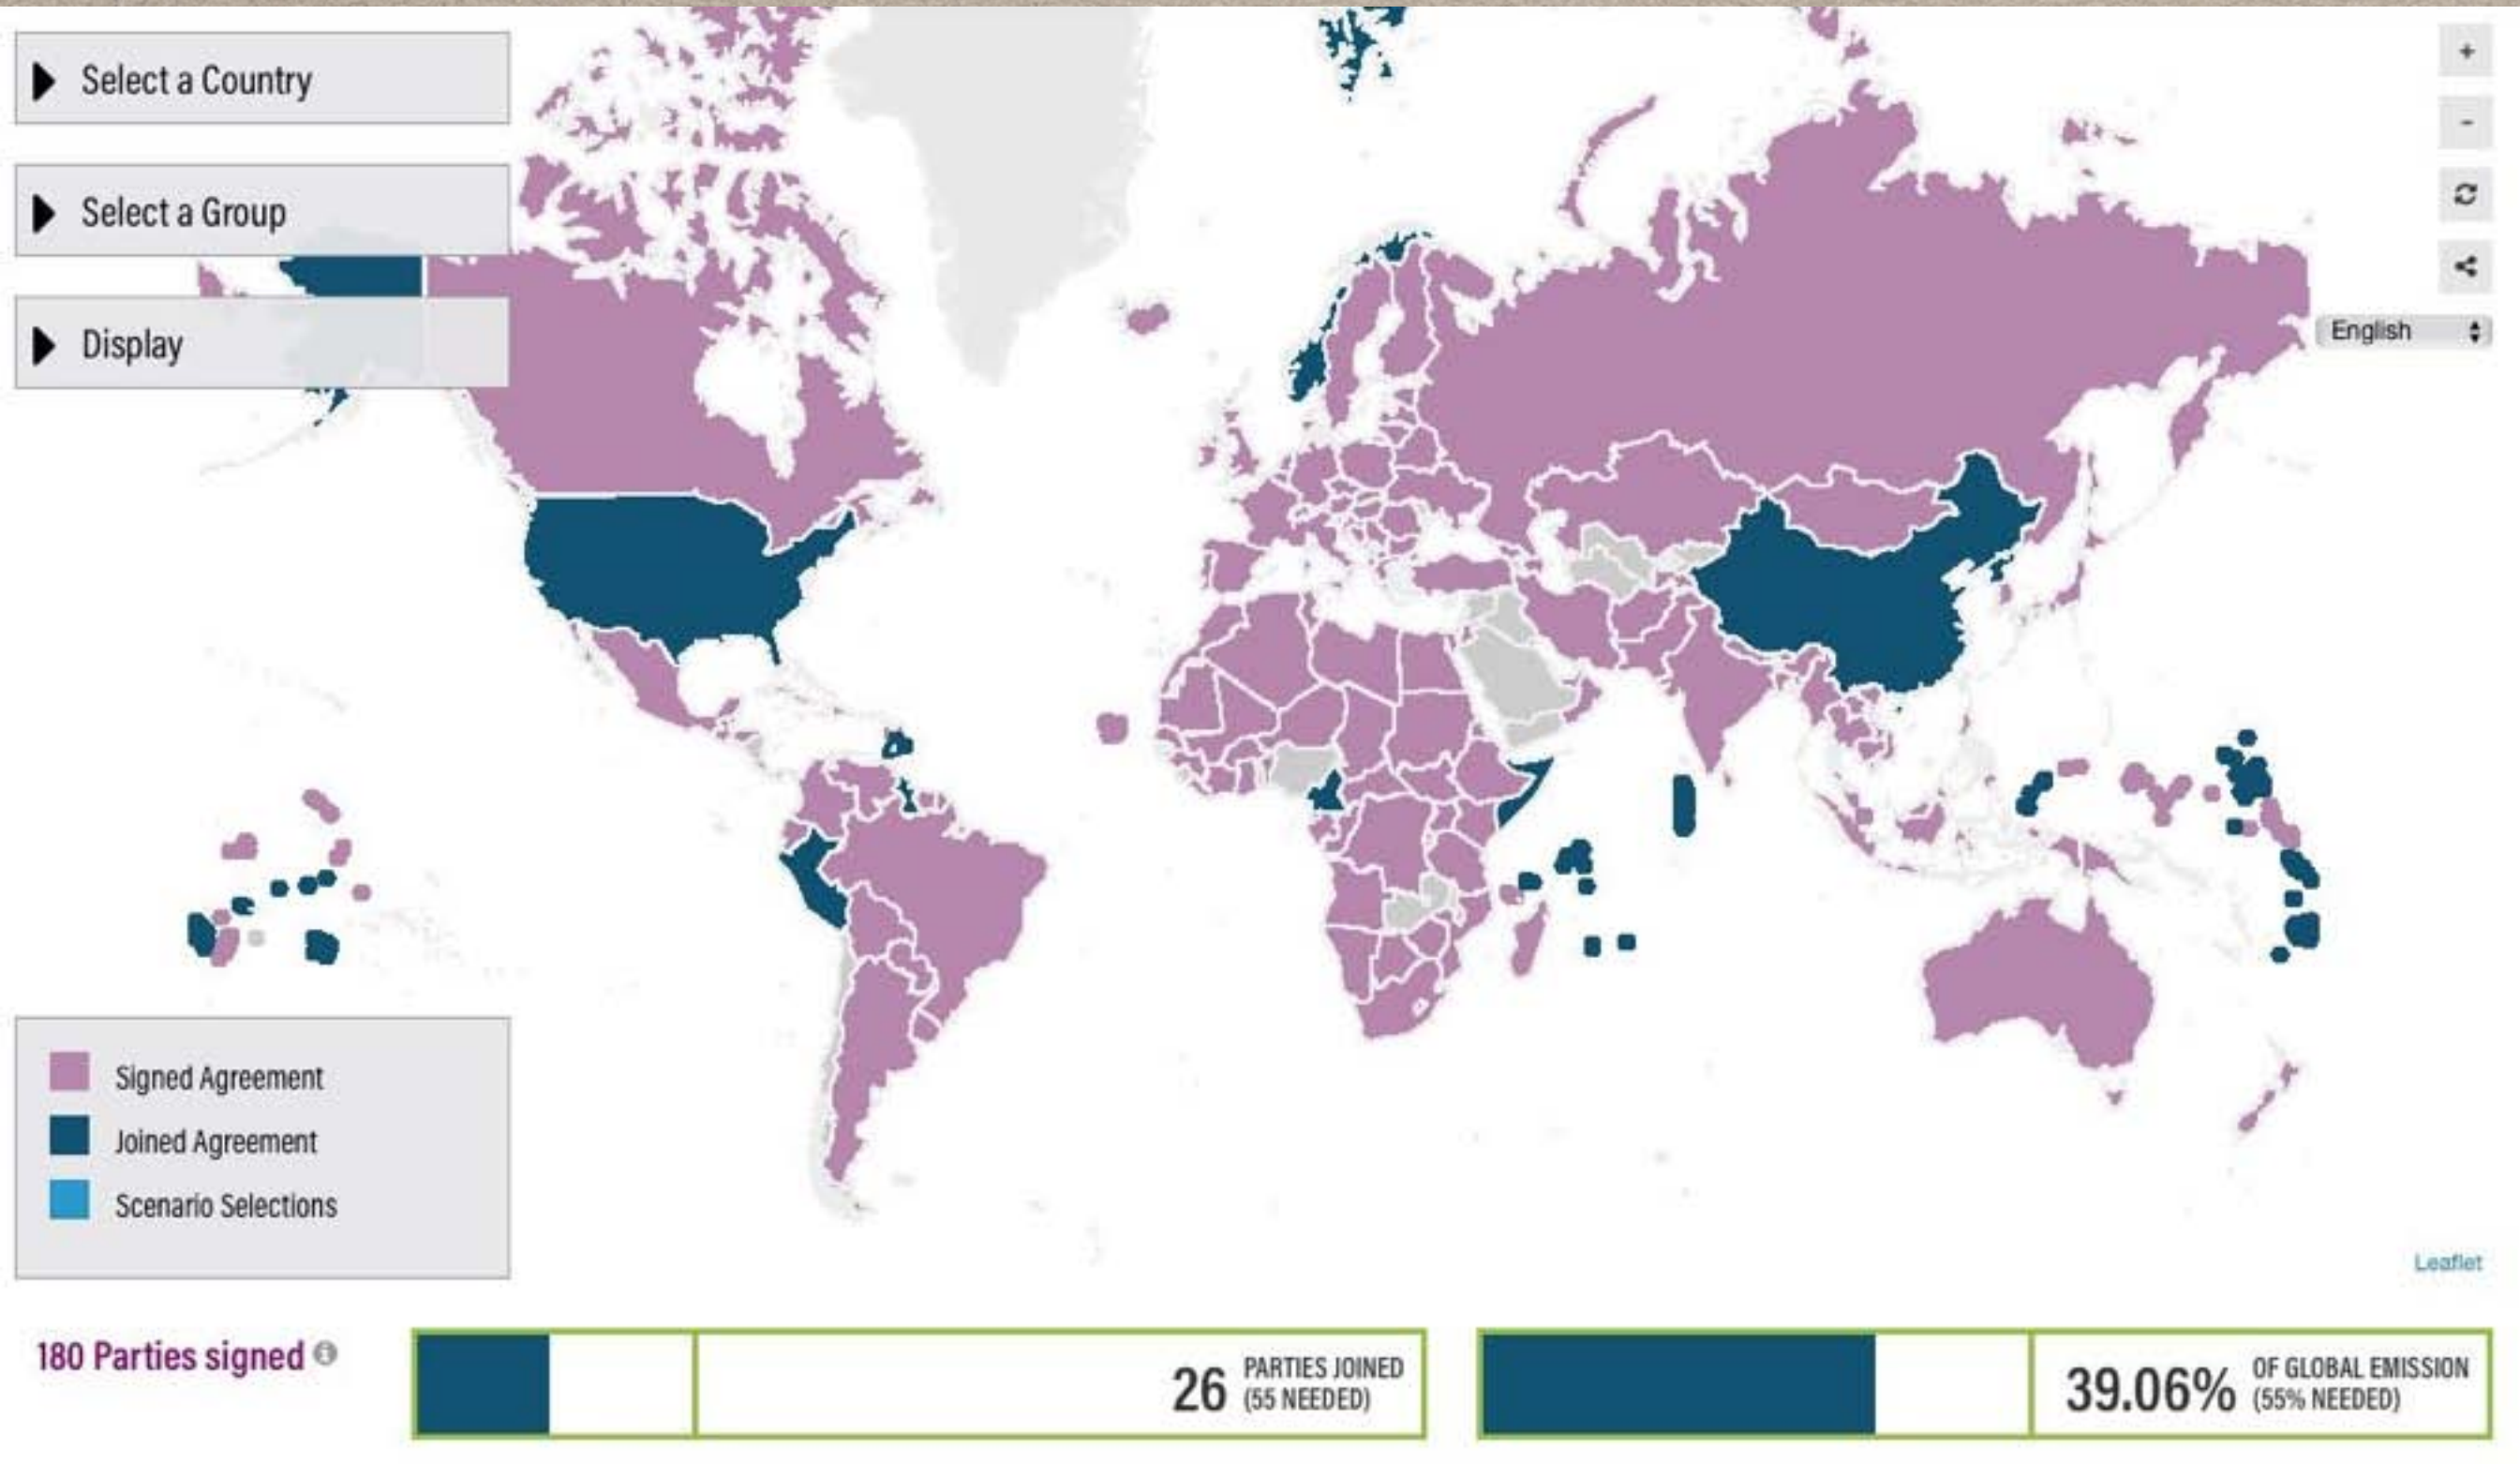 Select a Country
Select a Group
Display
+
-
English
Signed Agreement
Joined Agreement
Scenario Selections
Leaflet
180 Parties signed
26 PARTIES JOINED
(55 NEEDED)
39.06% OF GLOBAL EMISSION
(55% NEEDED)